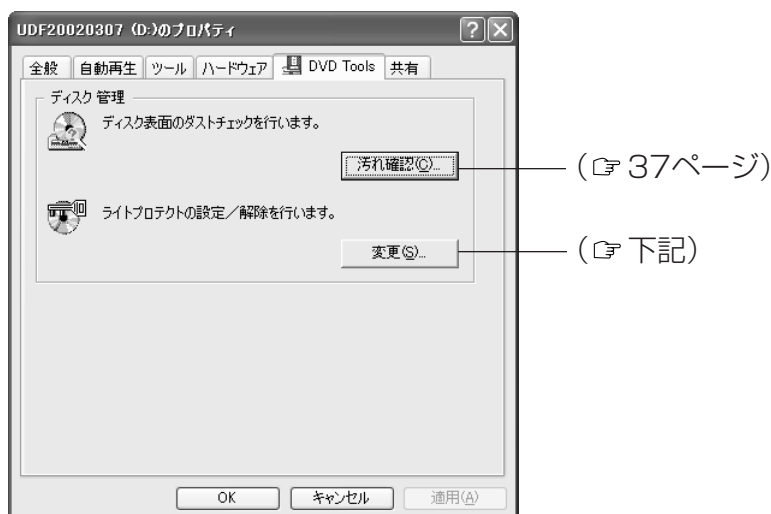 UDF20020307 (D:)のプロパティ
全般 自動再生 ツール ハードウェア DVD Tools 共有
ディスク 管理
ディスク表面のダストチェックを行います。
汚れ確認(C)...
(☞ 37ページ)
ライトプロテクトの設定／解除を行います。
変更(S)...
(☞ 下記)
OK キャンセル 適用(A)